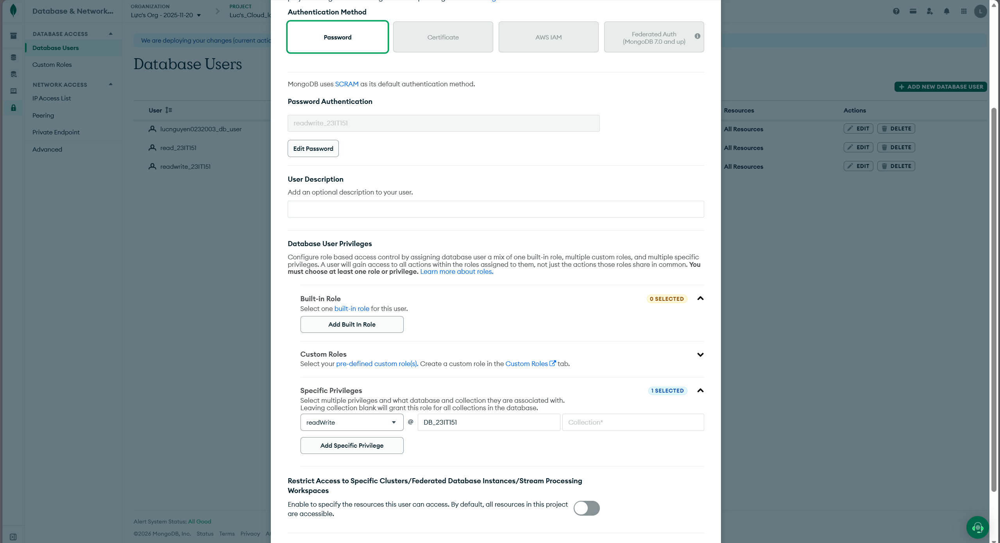 Database & Network...
ORGANIZATION
Lực's Org - 2025-11-20
PROJECT
Luc's_Cloud_lo
L
DATABASE ACCESS
Database Users
Custom Roles
NETWORK ACCESS
IP Access List
Peering
Private Endpoint
Advanced
We are deploying your changes (current actio
Database Users
ADD NEW DATABASE USER
User
Resources
Actions
lucnguyen0232003_db_user
All Resources
EDIT
DELETE
read_23IT151
All Resources
EDIT
DELETE
readwrite_23IT151
All Resources
EDIT
DELETE
Alert System Status: All Good
©2026 MongoDB, Inc. Status Terms Privacy
Authentication Method
Password
Certificate
AWS IAM
Federated Auth
(MongoDB 7.0 and up)
MongoDB uses SCRAM as its default authentication method.
Password Authentication
readwrite_23IT151
Edit Password
User Description
Add an optional description to your user.
Database User Privileges
Configure role based access control by assigning database user a mix of one built-in role, multiple custom roles, and multiple specific
privileges. A user will gain access to all actions within the roles assigned to them, not just the actions those roles share in common. You
must choose at least one role or privilege. Learn more about roles.
Built-in Role
0 SELECTED
Select one built-in role for this user.
Add Built In Role
Custom Roles
Select your pre-defined custom role(s). Create a custom role in the Custom Roles tab.
Specific Privileges
1 SELECTED
Select multiple privileges and what database and collection they are associated with.
Leaving collection blank will grant this role for all collections in the database.
readWrite
@
DB_23IT151
Collection*
Add Specific Privilege
Restrict Access to Specific Clusters/Federated Database Instances/Stream Processing
Workspaces
Enable to specify the resources this user can access. By default, all resources in this project
are accessible.